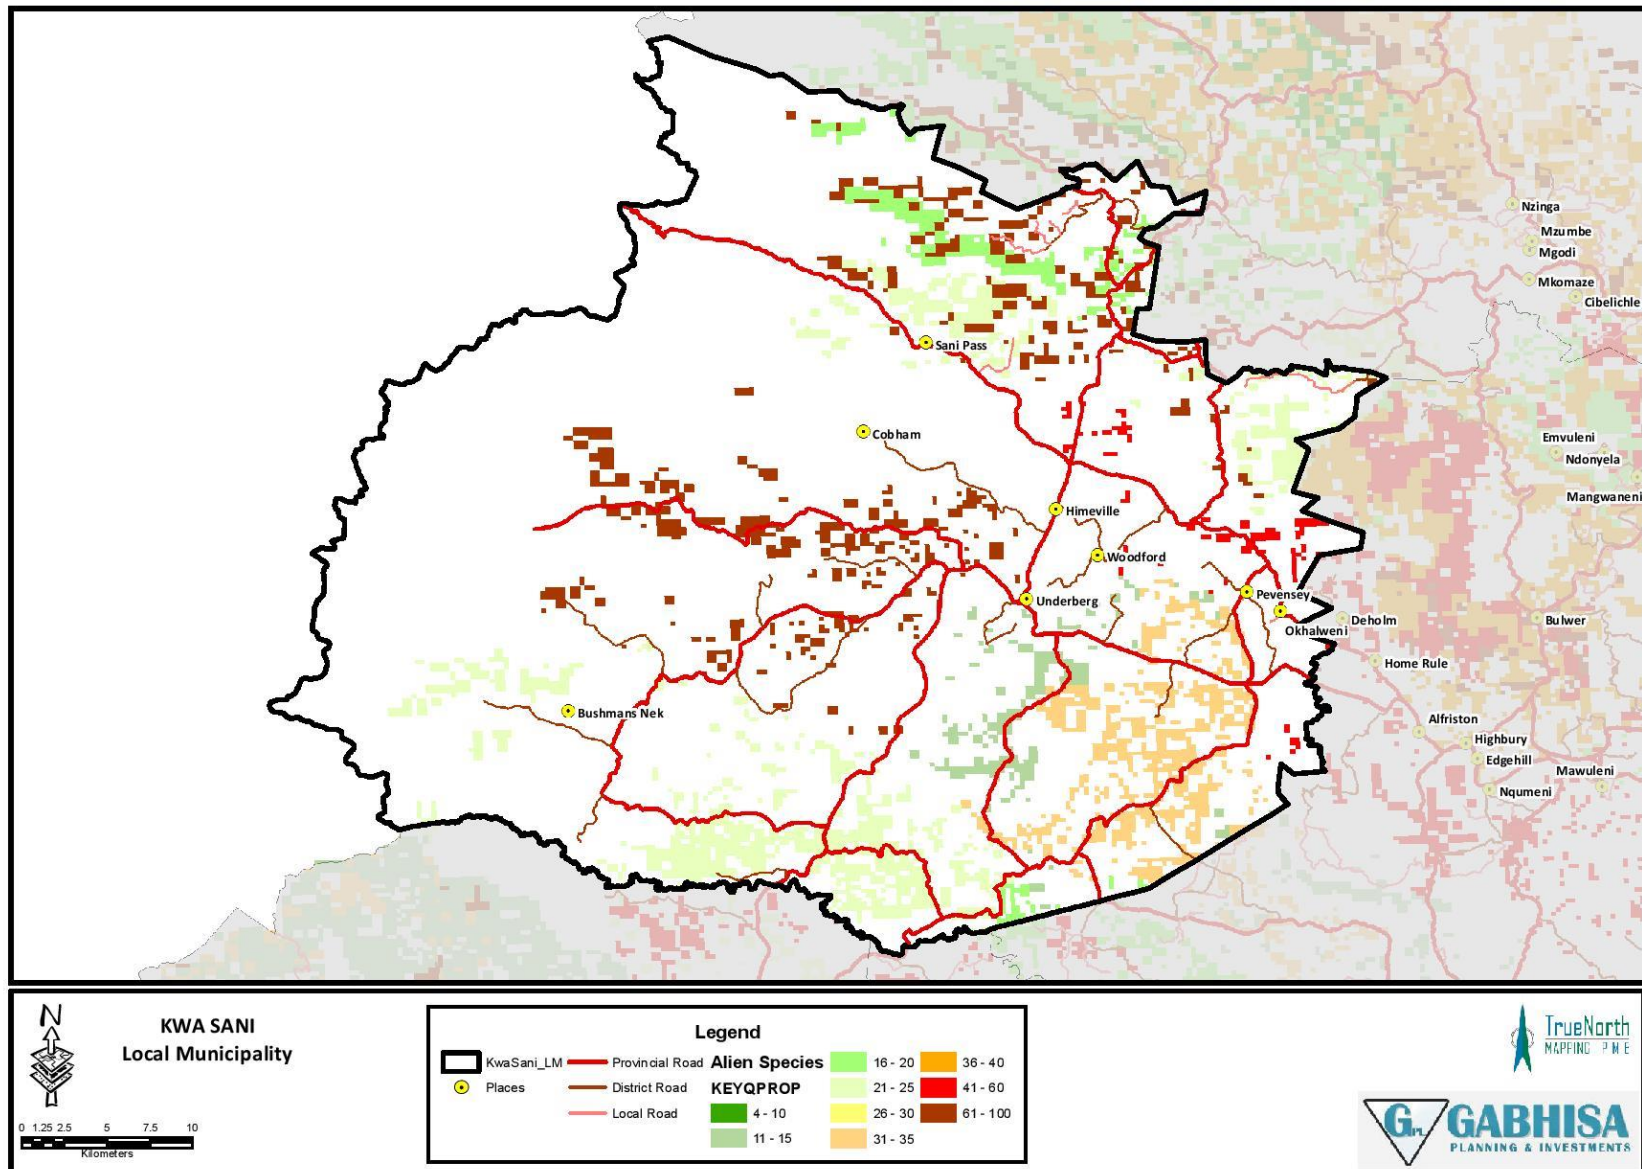 Nzinga
Mzumbe
Mgodi
Mkomaze
Cibelichle
Sani Pass
Cobham
Emvuleni
Ndonyela
Mangwaneni
Himeville
Woodford
Underberg
Pevensey
Okhalweni
Deholm
Bulwer
Home Rule
Bushmans Nek
Alfriston
Highbury
Edgehill
Mawuleni
Nqumeni
N
KWA SANI
Local Municipality
0 1.25 2.5 5 7.5 10
Kilometers
Legend
KwaSani_LM
Places
Provincial Road
District Road
Local Road
Alien Species
KEYQPROP
4 - 10
11 - 15
16 - 20
21 - 25
26 - 30
31 - 35
36 - 40
41 - 60
61 - 100
TrueNorth
MAPPING PME
GPL GABHISA
PLANNING & INVESTMENTS